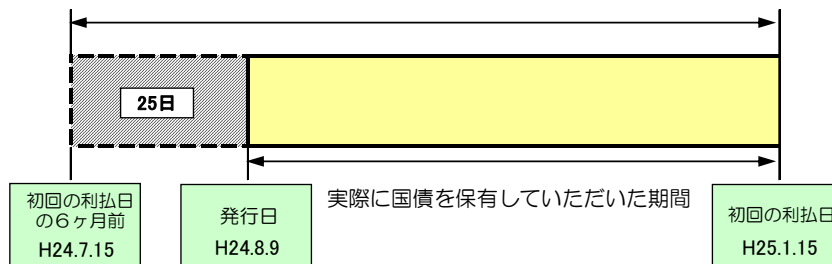 25日
実際に国債を保有していただいた期間
初回の利払日
の6ヶ月前
H24.7.15
発行日
H24.8.9
初回の利払日
H25.1.15